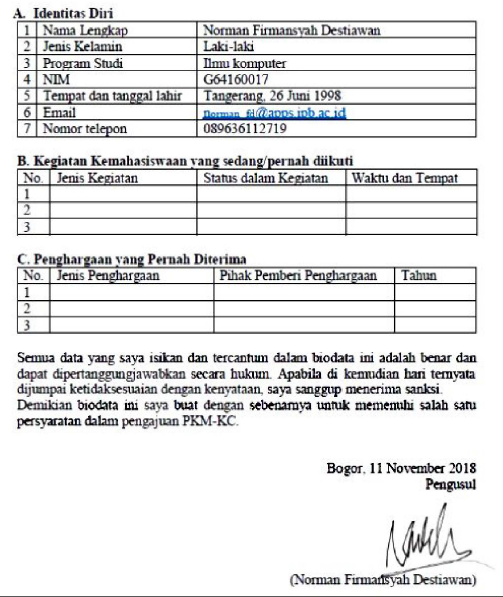 A. Identitas Diri
1 Nama Lengkap Norman Firmansyah Destiawan
2 Jenis Kelamin Laki-laki
3 Program Studi Ilmu komputer
4 NIM G64160017
5 Tempat dan tanggal lahir Tangerang, 26 Juni 1998
6 Email norman_fd@apps.ipb.ac.id
7 Nomor telepon 089636112719
B. Kegiatan Kemahasiswaan yang sedang/pernah diikuti
No. Jenis Kegiatan Status dalam Kegiatan Waktu dan Tempat
1
2
3
C. Penghargaan yang Pernah Diterima
No. Jenis Penghargaan Pihak Pemberi Penghargaan Tahun
1
2
3
Semua data yang saya isikan dan tercantum dalam biodata ini adalah benar dan
dapat dipertanggungjawabkan secara hukum. Apabila di kemudian hari ternyata
dijumpai ketidaksesuaian dengan kenyataan, saya sanggup menerima sanksi.
Demikian biodata ini saya buat dengan sebenarnya untuk memenuhi salah satu
persyaratan dalam pengajuan PKM-KC.
Bogor, 11 November 2018
Pengusul
(Norman Firmansyah Destiawan)